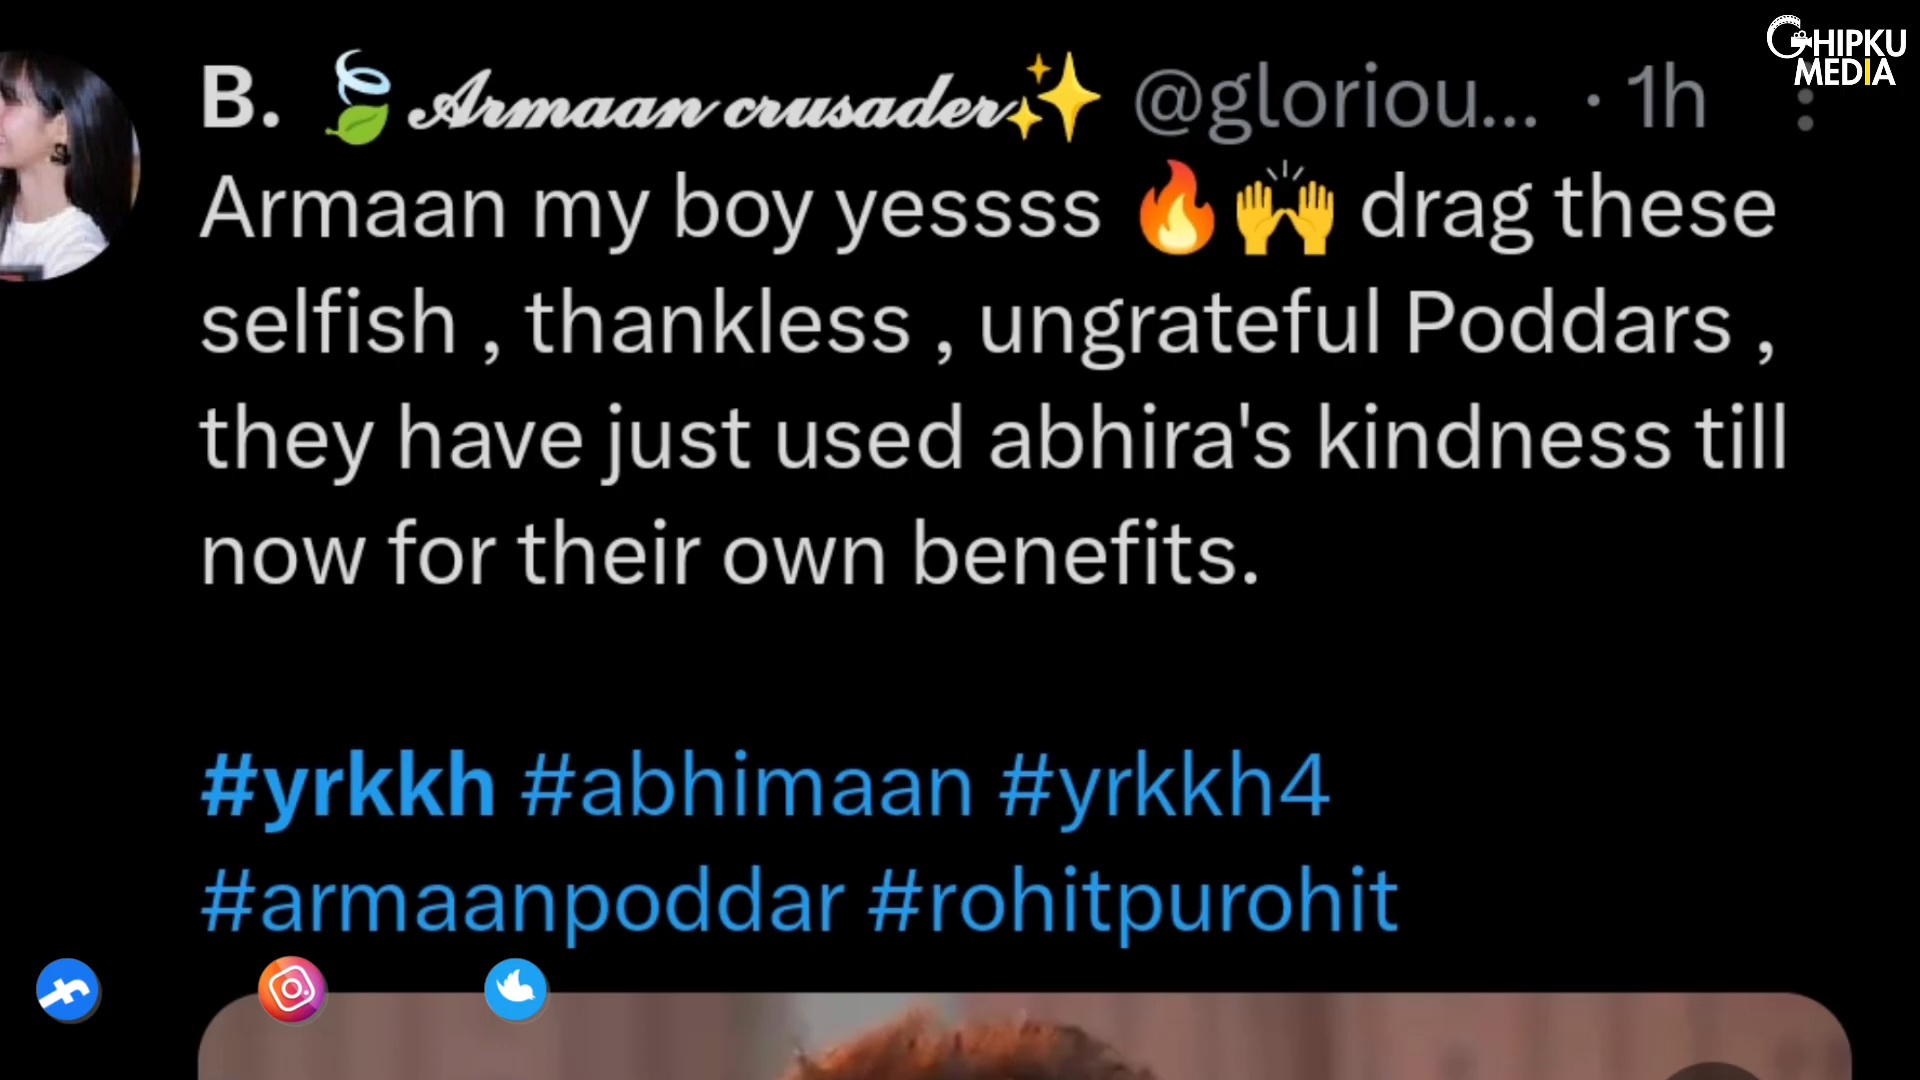 GHIPKU
MEDIA
B. 🍃 𝓐𝓻𝓶𝓪𝓪𝓷 𝓬𝓻𝓾𝓼𝓪𝓭𝓮𝓻✨ @gloriou... · 1h
Armaan my boy yessss 🔥🙌 drag these
selfish , thankless , ungrateful Poddars ,
they have just used abhira's kindness till
now for their own benefits.
#yrkkh #abhimaan #yrkkh4
#armaanpoddar #rohitpurohit